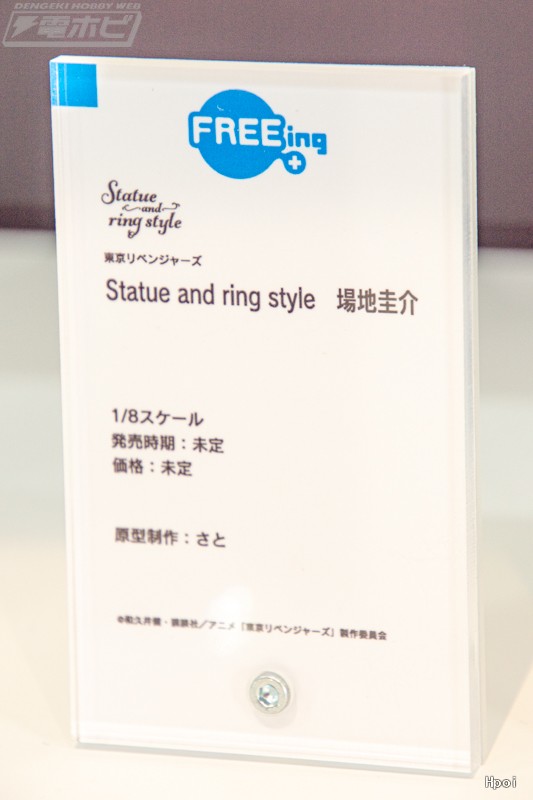 DENGEKI HOBBY WEB
電ホビ
FREEing
Statue
and
ring style
東京リベンジャーズ
Statue and ring style　場地圭介
1/8スケール
発売時期：未定
価格：未定
原型制作：さと
©和久井健・講談社／アニメ「東京リベンジャーズ」製作委員会
Hpoi